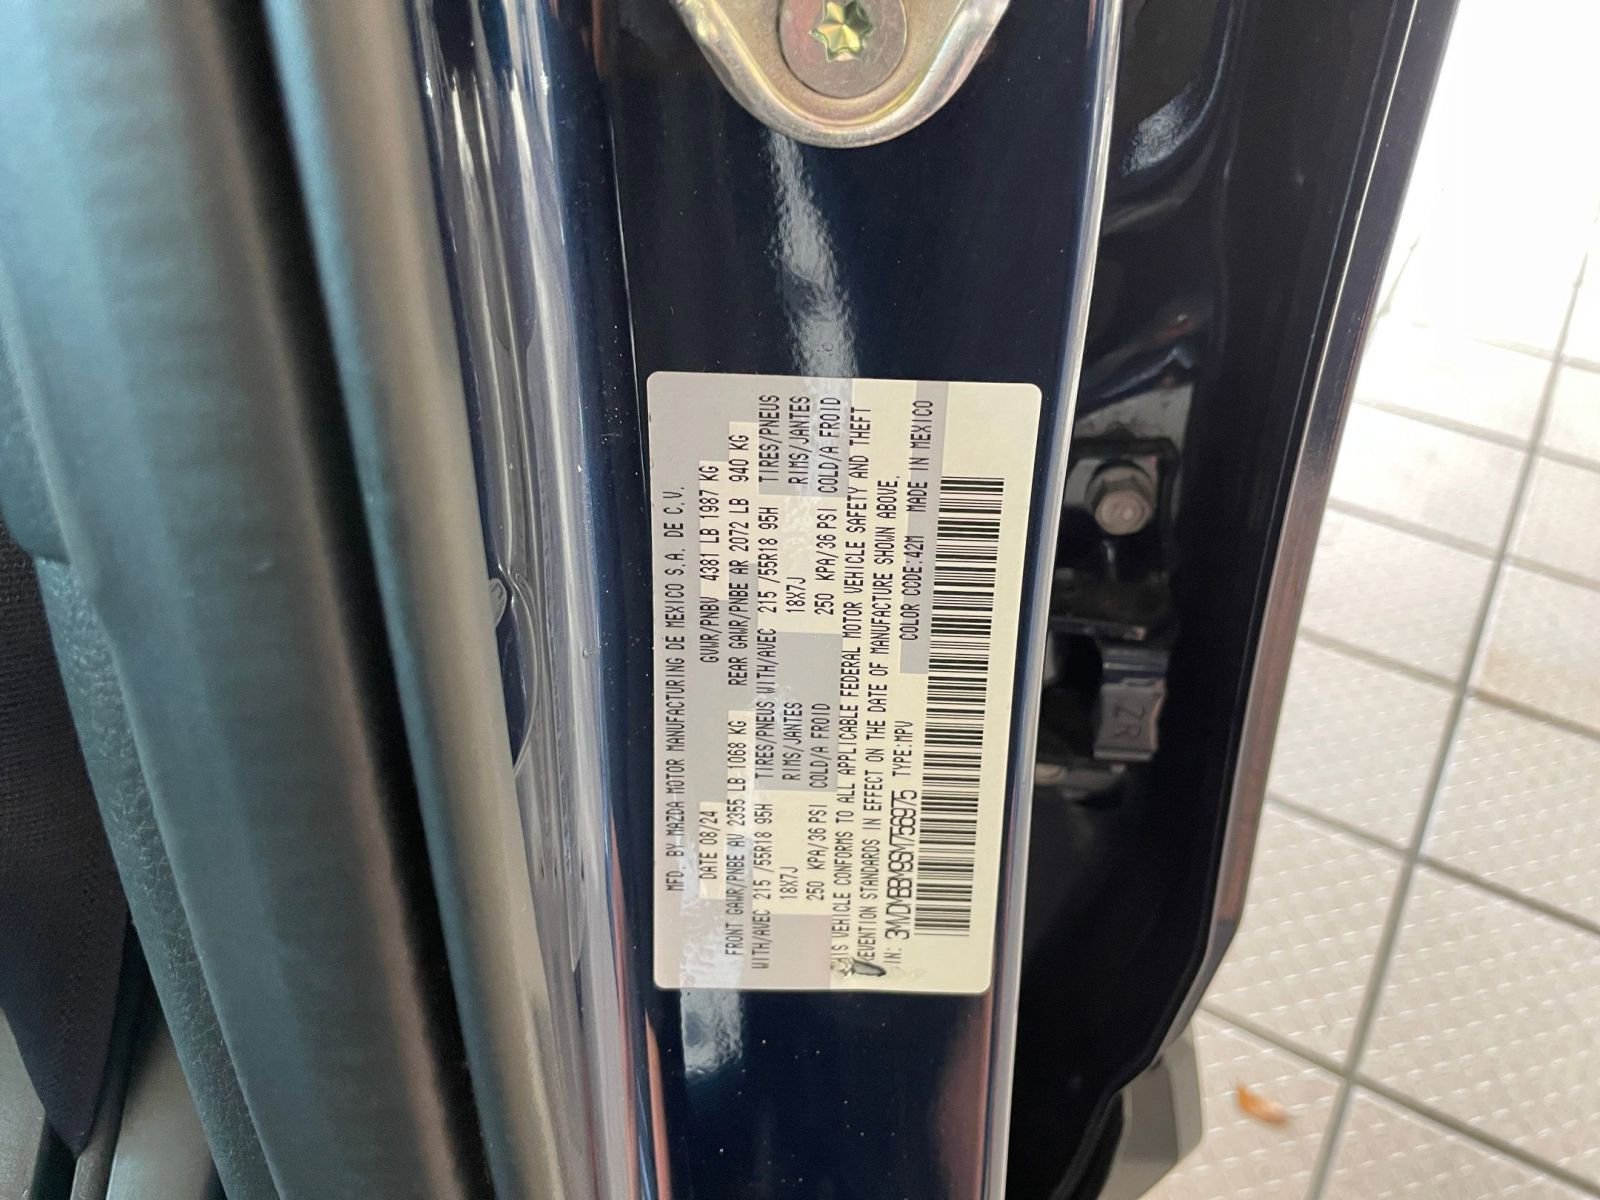 MFD. BY MAZDA MOTOR MANUFACTURING DE MEXICO S.A. DE C.V.
DATE 08/24 GVWR/PNBV 4381 LB 1987 KG
FRONT GAWR/PNBE AV 2355 LB 1068 KG REAR GAWR/PNBE AR 2072 LB 940 KG
WITH/AVEC 215 /55R18 95H TIRES/PNEUS WITH/AVEC 215 /55R18 95H TIRES/PNEUS
18X7J RIMS/JANTES 18X7J RIMS/JANTES
250 KPA/36 PSI COLD/A FROID 250 KPA/36 PSI COLD/A FROID
VEHICLE CONFORMS TO ALL APPLICABLE FEDERAL MOTOR VEHICLE SAFETY AND THEFT
STANDARDS IN EFFECT ON THE DATE OF MANUFACTURE SHOWN ABOVE.
3MVDMBBM9SM756975 TYPE:MPV COLOR CODE:42M MADE IN MEXICO
ZR